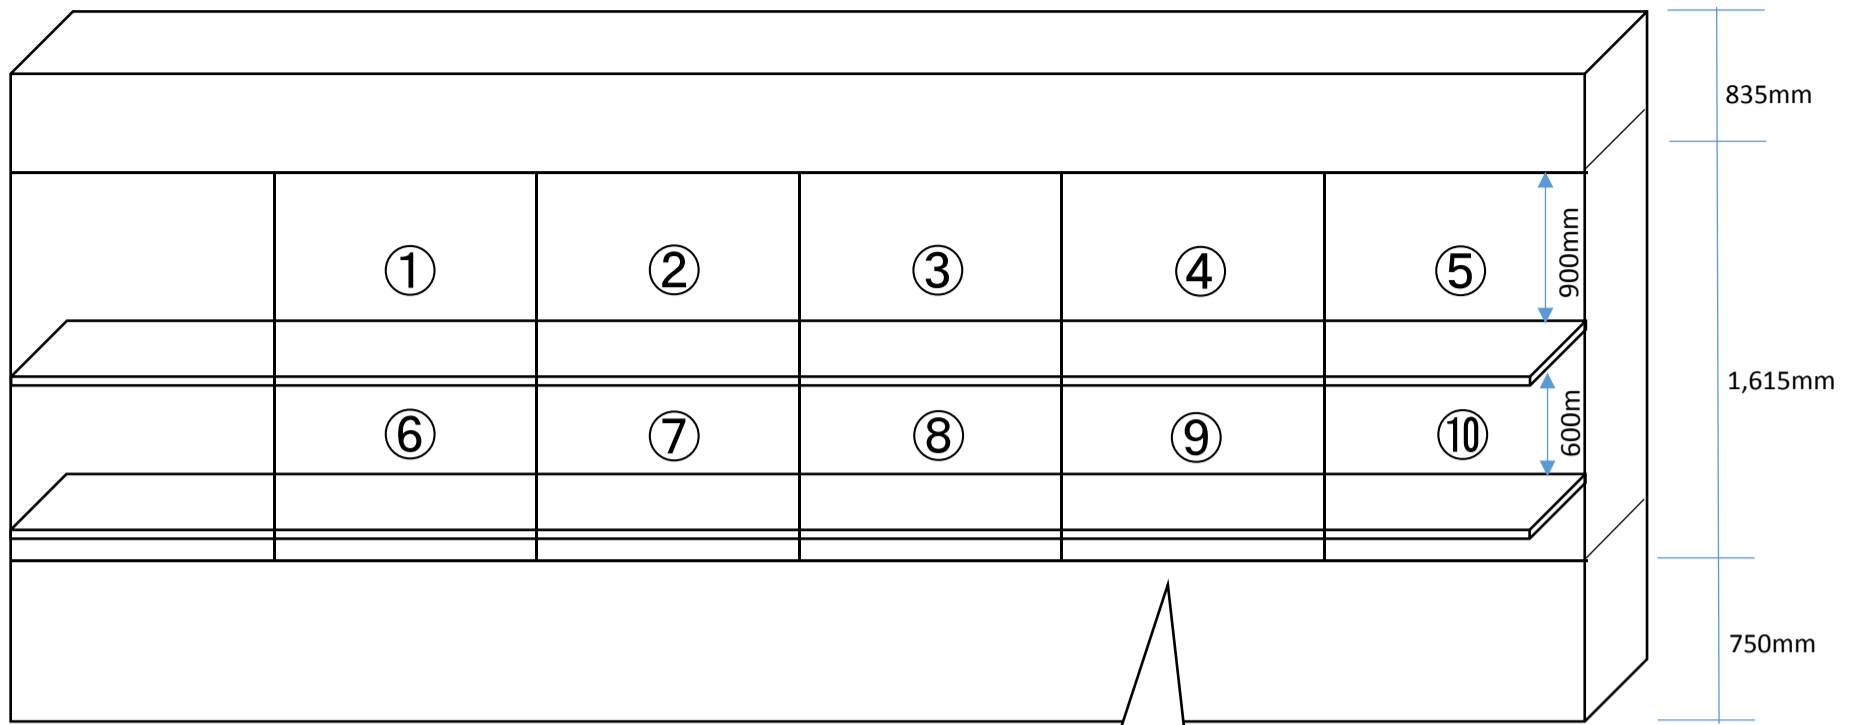 835mm
① ② ③ ④ ⑤
900mm
1,615mm
⑥ ⑦ ⑧ ⑨ ⑩
600m
750mm